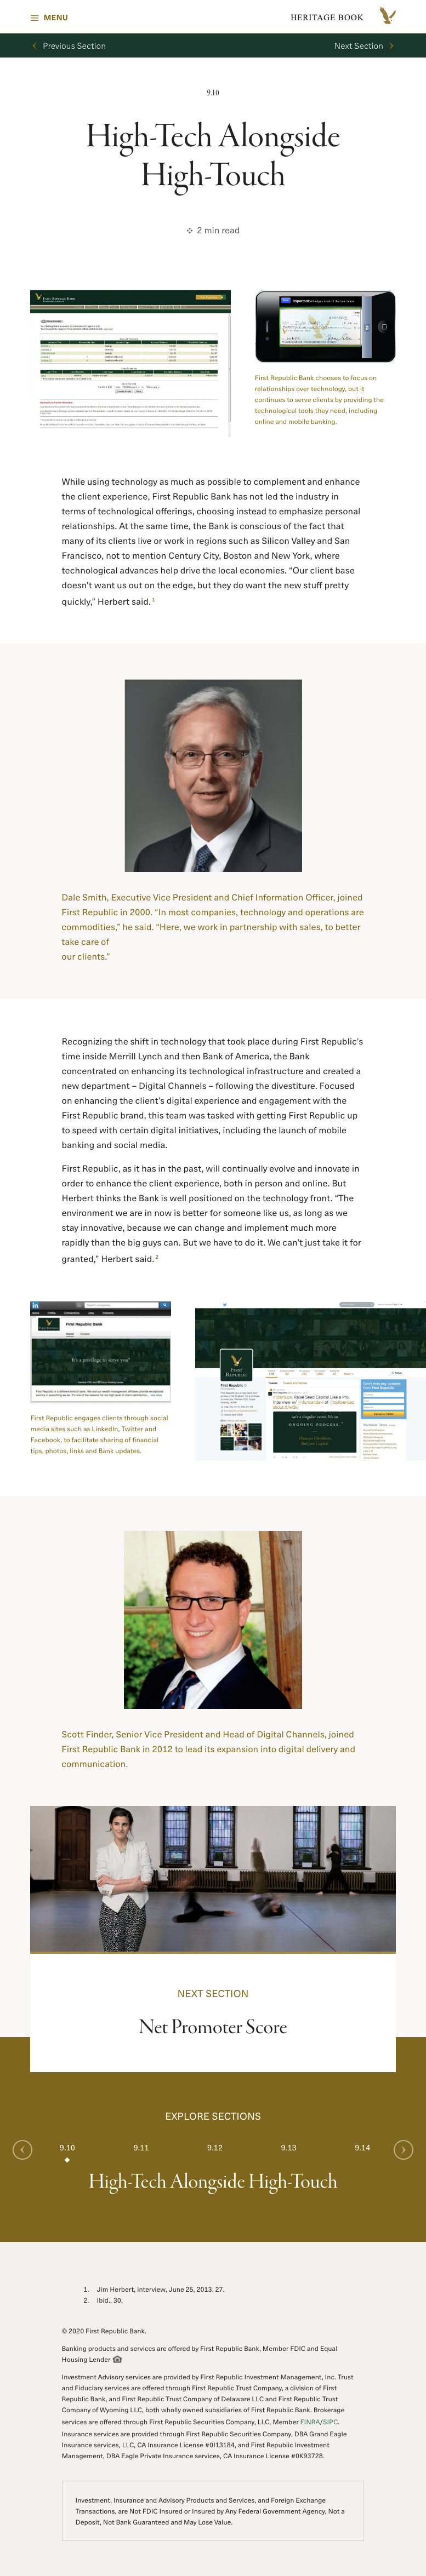 MENU
HERITAGE BOOK
Previous Section
Next Section
9.10
High-Tech Alongside
High-Touch
2 min read
First Republic Bank chooses to focus on
relationships over technology, but it
continues to serve clients by providing the
technological tools they need, including
online and mobile banking.
While using technology as much as possible to complement and enhance
the client experience, First Republic Bank has not led the industry in
terms of technological offerings, choosing instead to emphasize personal
relationships. At the same time, the Bank is conscious of the fact that
many of its clients live or work in regions such as Silicon Valley and San
Francisco, not to mention Century City, Boston and New York, where
technological advances help drive the local economies. “Our client base
doesn’t want us out on the edge, but they do want the new stuff pretty
quickly,” Herbert said. 1
Dale Smith, Executive Vice President and Chief Information Officer, joined
First Republic in 2000. “In most companies, technology and operations are
commodities,” he said. “Here, we work in partnership with sales, to better
take care of
our clients.”
Recognizing the shift in technology that took place during First Republic’s
time inside Merrill Lynch and then Bank of America, the Bank
concentrated on enhancing its technological infrastructure and created a
new department – Digital Channels – following the divestiture. Focused
on enhancing the client’s digital experience and engagement with the
First Republic brand, this team was tasked with getting First Republic up
to speed with certain digital initiatives, including the launch of mobile
banking and social media.
First Republic, as it has in the past, will continually evolve and innovate in
order to enhance the client experience, both in person and online. But
Herbert thinks the Bank is well positioned on the technology front. “The
environment we are in now is better for someone like us, as long as we
stay innovative, because we can change and implement much more
rapidly than the big guys can. But we have to do it. We can’t just take it for
granted,” Herbert said. 2
First Republic Bank
“It’s a privilege to serve you”
FIRST
REPUBLIC
First Republic engages clients through social
media sites such as LinkedIn, Twitter and
Facebook, to facilitate sharing of financial
tips, photos, links and Bank updates.
Scott Finder, Senior Vice President and Head of Digital Channels, joined
First Republic Bank in 2012 to lead its expansion into digital delivery and
communication.
NEXT SECTION
Net Promoter Score
EXPLORE SECTIONS
9.10
9.11
9.12
9.13
9.14
High-Tech Alongside High-Touch
1. Jim Herbert, interview, June 25, 2013, 27.
2. Ibid., 30.
© 2020 First Republic Bank.
Banking products and services are offered by First Republic Bank, Member FDIC and Equal
Housing Lender
Investment Advisory services are provided by First Republic Investment Management, Inc. Trust
and Fiduciary services are offered through First Republic Trust Company, a division of First
Republic Bank, and First Republic Trust Company of Delaware LLC and First Republic Trust
Company of Wyoming LLC, both wholly owned subsidiaries of First Republic Bank. Brokerage
services are offered through First Republic Securities Company, LLC, Member FINRA/SIPC.
Insurance services are provided through First Republic Securities Company, DBA Grand Eagle
Insurance services, LLC, CA Insurance License #0I13184, and First Republic Investment
Management, DBA Eagle Private Insurance services, CA Insurance License #0K93728.
Investment, Insurance and Advisory Products and Services, and Foreign Exchange
Transactions, are Not FDIC Insured or Insured by Any Federal Government Agency, Not a
Deposit, Not Bank Guaranteed and May Lose Value.